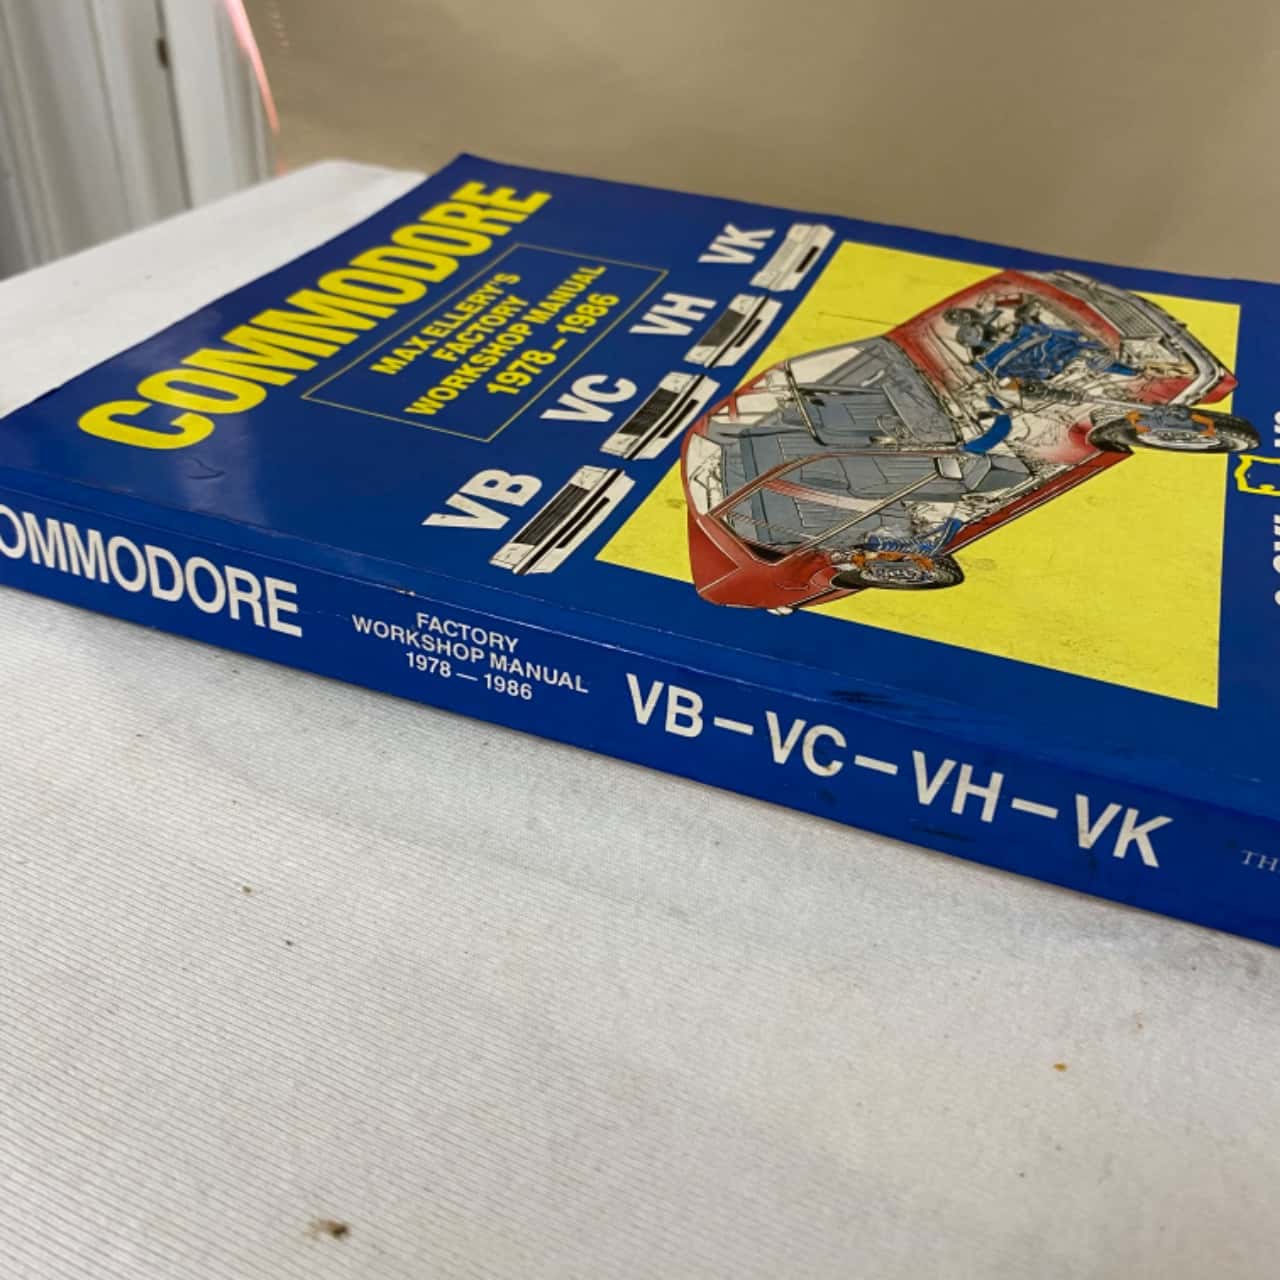 COMMODORE
MAX ELLERY'S
FACTORY
WORKSHOP MANUAL
1978 – 1986
VB
VC
VH
VK
OMMODORE
FACTORY
WORKSHOP MANUAL
1978 — 1986
VB – VC – VH – VK